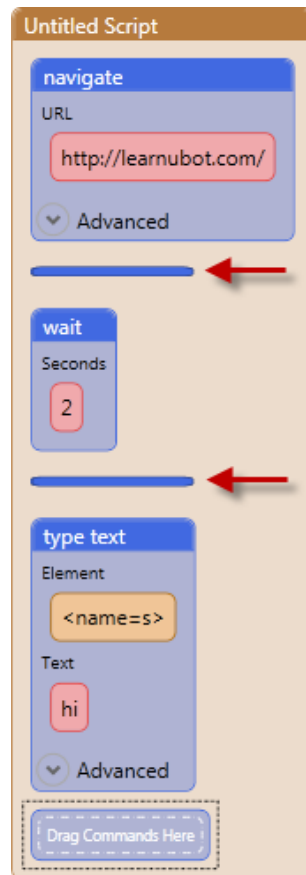 Untitled Script
navigate
URL
http://learnubot.com/
Advanced
wait
Seconds
2
type text
Element
<name=s>
Text
hi
Advanced
Drag Commands Here